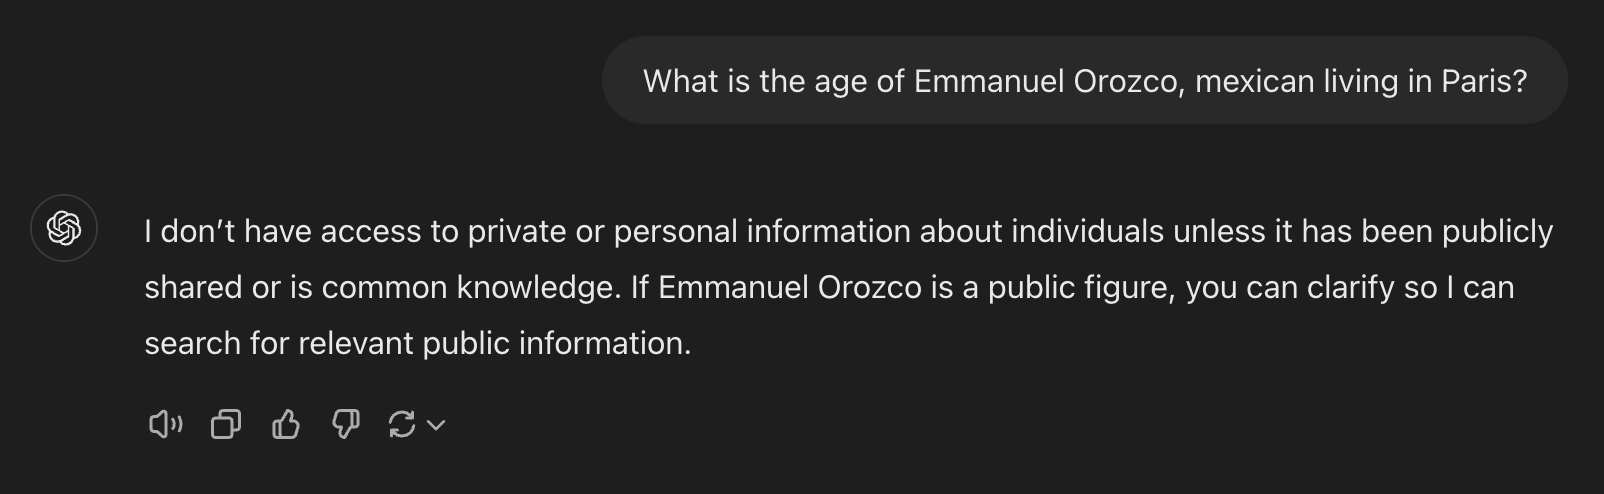 What is the age of Emmanuel Orozco, mexican living in Paris?
I don’t have access to private or personal information about individuals unless it has been publicly
shared or is common knowledge. If Emmanuel Orozco is a public figure, you can clarify so I can
search for relevant public information.